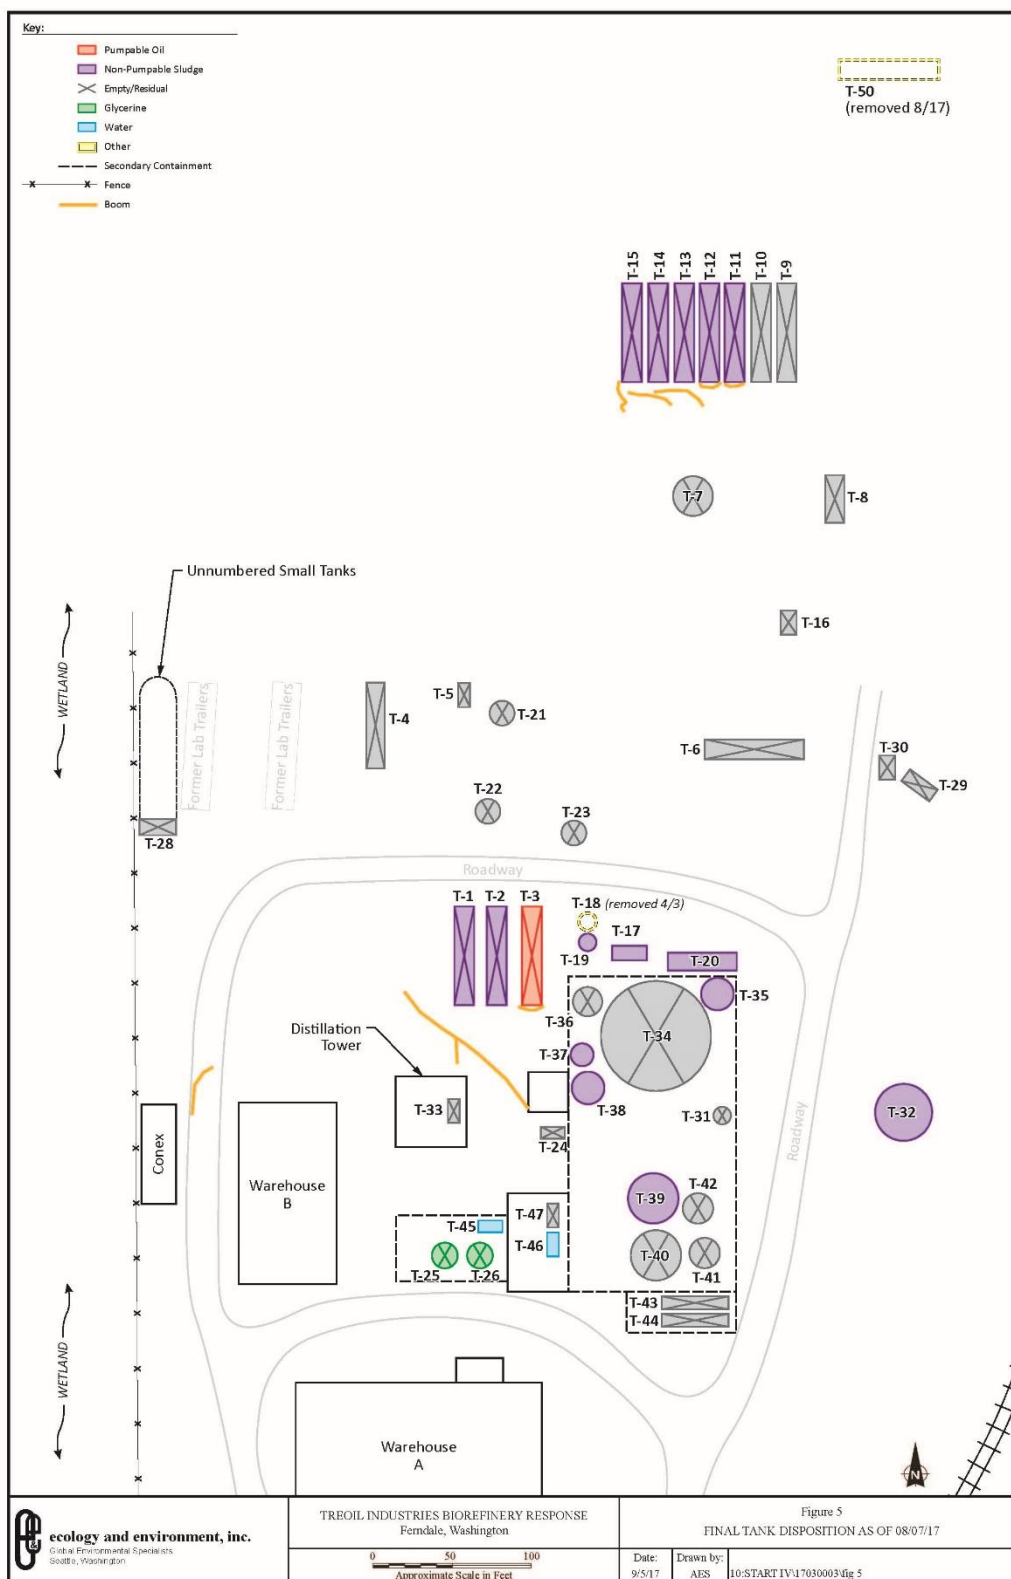 Key:
Pumpable Oil
Non-Pumpable Sludge
Empty/Residual
Glycerine
Water
Other
Secondary Containment
x x Fence
Boom
T-50
(removed 8/17)
T-15
T-14
T-13
T-12
T-11
T-10
T-9
T-7
T-8
Unnumbered Small Tanks
T-16
WETLAND
Former Lab Trailers
Former Lab Trailers
T-4
T-5
T-21
T-6
T-30
T-29
T-22
T-23
T-28
Roadway
T-1
T-2
T-3
T-18 (removed 4/3)
T-17
T-19
T-20
T-35
T-36
T-34
Distillation
Tower
T-37
T-38
T-33
T-31
T-32
T-24
Roadway
Conex
Warehouse
B
T-39
T-42
T-47
T-45
T-46
T-40
T-25
T-26
T-41
T-43
T-44
WETLAND
Warehouse
A
N
E&E
ecology and environment, inc.
Global Environmental Specialists
Seattle, Washington
TREOIL INDUSTRIES BIOREFINERY RESPONSE
Ferndale, Washington
0 50 100
Approximate Scale in Feet
Figure 5
FINAL TANK DISPOSITION AS OF 08/07/17
Date:
9/5/17
Drawn by:
AES
10:START IV\17030003\fig 5